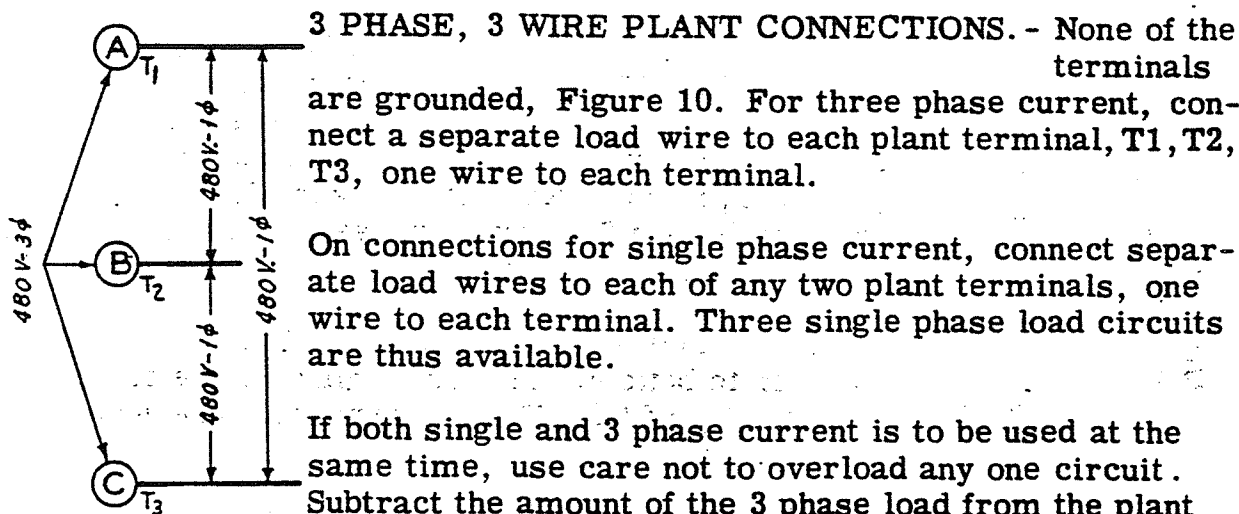 3 PHASE, 3 WIRE PLANT CONNECTIONS. - None of the
terminals
are grounded, Figure 10. For three phase current, con-
nect a separate load wire to each plant terminal, T1, T2,
T3, one wire to each terminal.
On connections for single phase current, connect separ-
ate load wires to each of any two plant terminals, one
wire to each terminal. Three single phase load circuits
are thus available.
If both single and 3 phase current is to be used at the
same time, use care not to overload any one circuit.
Subtract the amount of the 3 phase load from the plant
A
T1
480V-1ϕ
480V-1ϕ
480V-3ϕ
B
T2
480V-1ϕ
C
T3